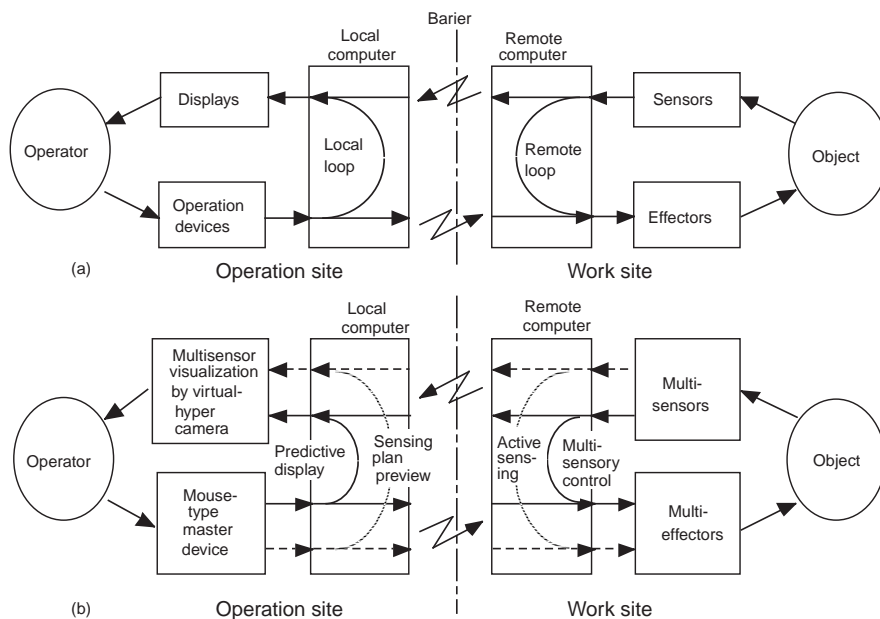 Barier
Local
computer
Remote
computer
Displays
Sensors
Operator
Local
loop
Remote
loop
Object
Operation
devices
Effectors
(a)
Operation site
Work site
Local
computer
Remote
computer
Multisensor
visualization
by virtual-
hyper
camera
Multi-
sensors
Operator
Predictive
display
Sensing
plan
preview
Active
sens-
ing
Multi-
sensory
control
Object
Mouse-
type
master
device
Multi-
effectors
(b)
Operation site
Work site